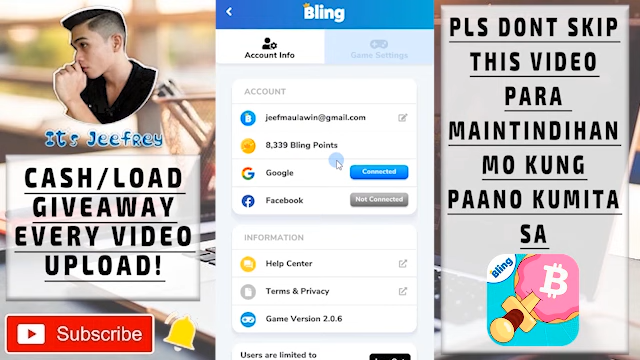 It's Jeefrey
CASH/LOAD
GIVEAWAY
EVERY VIDEO
UPLOAD!
Subscribe
Bling
Account Info
Game Settings
ACCOUNT
jeefmaulawin@gmail.com
8,339 Bling Points
Google
Connected
Facebook
Not Connected
INFORMATION
Help Center
Terms & Privacy
Game Version 2.0.6
Users are limited to
PLS DONT SKIP
THIS VIDEO
PARA
MAINTINDIHAN
MO KUNG
PAANO KUMITA
SA
Bling